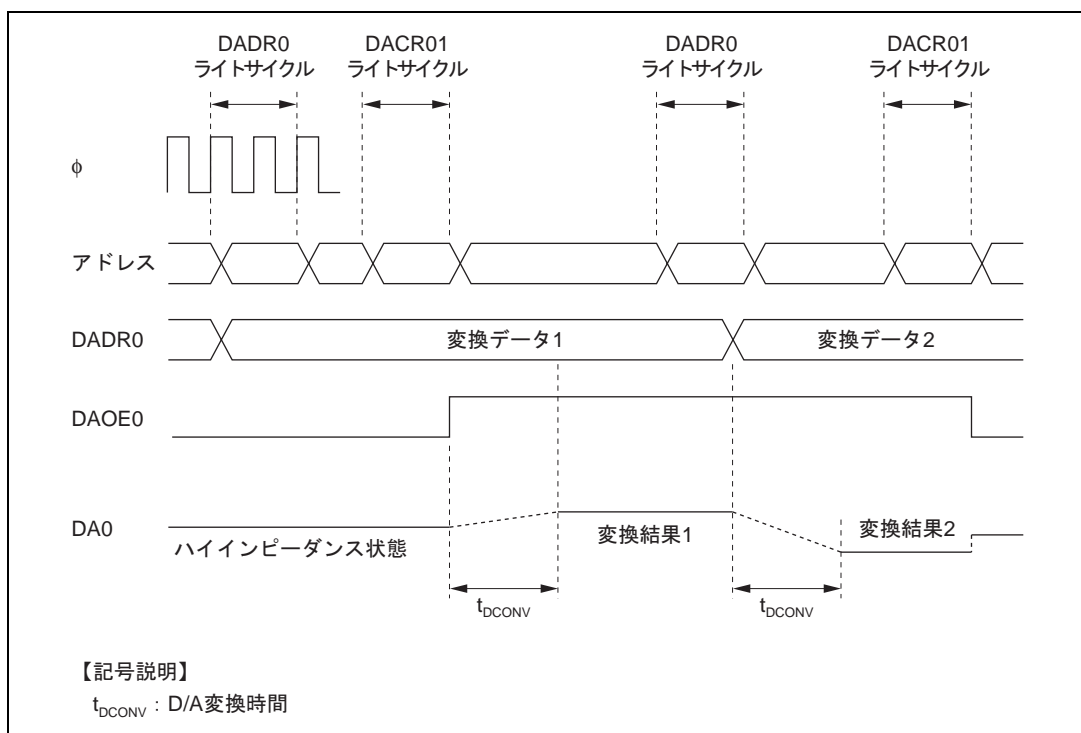 DADR0 DACR01 DADR0 DACR01
ライトサイクル ライトサイクル ライトサイクル ライトサイクル
φ
アドレス
DADR0 変換データ1 変換データ2
DAOE0
DA0 ハイインピーダンス状態 変換結果1 変換結果2
tDCONV tDCONV
【記号説明】
tDCONV：D/A変換時間